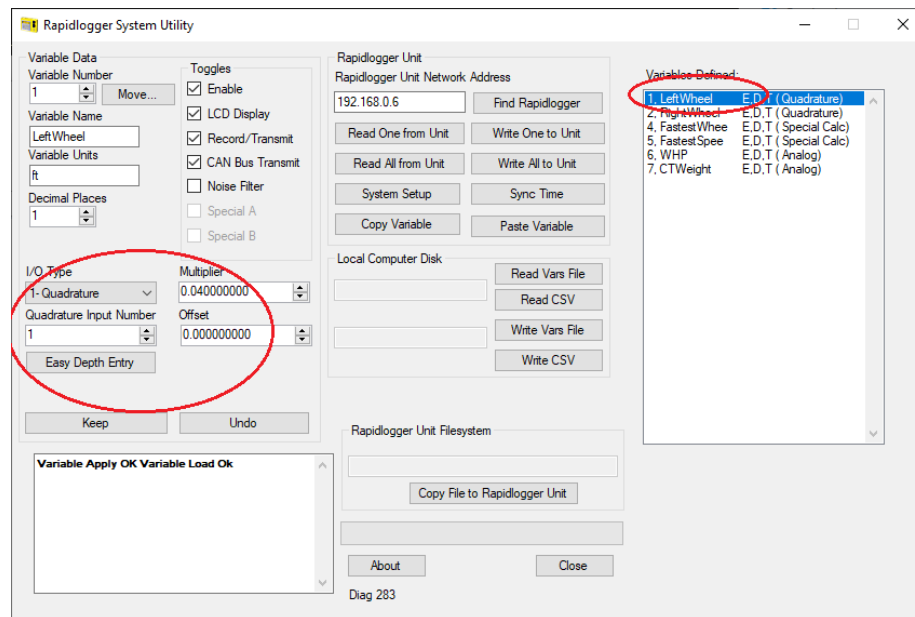 Rapidlogger System Utility
Variable Data
Variable Number
1
Move...
Variable Name
LeftWheel
Variable Units
ft
Decimal Places
1
Toggles
Enable
LCD Display
Record/Transmit
CAN Bus Transmit
Noise Filter
Special A
Special B
I/O Type
1- Quadrature
Multiplier
0.040000000
Quadrature Input Number
1
Offset
0.000000000
Easy Depth Entry
Keep
Undo
Variable Apply OK Variable Load Ok
Rapidlogger Unit
Rapidlogger Unit Network Address
192.168.0.6
Find Rapidlogger
Read One from Unit
Write One to Unit
Read All from Unit
Write All to Unit
System Setup
Sync Time
Copy Variable
Paste Variable
Local Computer Disk
Read Vars File
Read CSV
Write Vars File
Write CSV
Rapidlogger Unit Filesystem
Copy File to Rapidlogger Unit
About
Close
Diag 283
Variables Defined:
1, LeftWheel E,D,T ( Quadrature)
2, RightWheel E,D,T ( Quadrature)
4, FastestWhee E,D,T ( Special Calc)
5, FastestSpee E,D,T ( Special Calc)
6, WHP E,D,T ( Analog)
7, CTWeight E,D,T ( Analog)